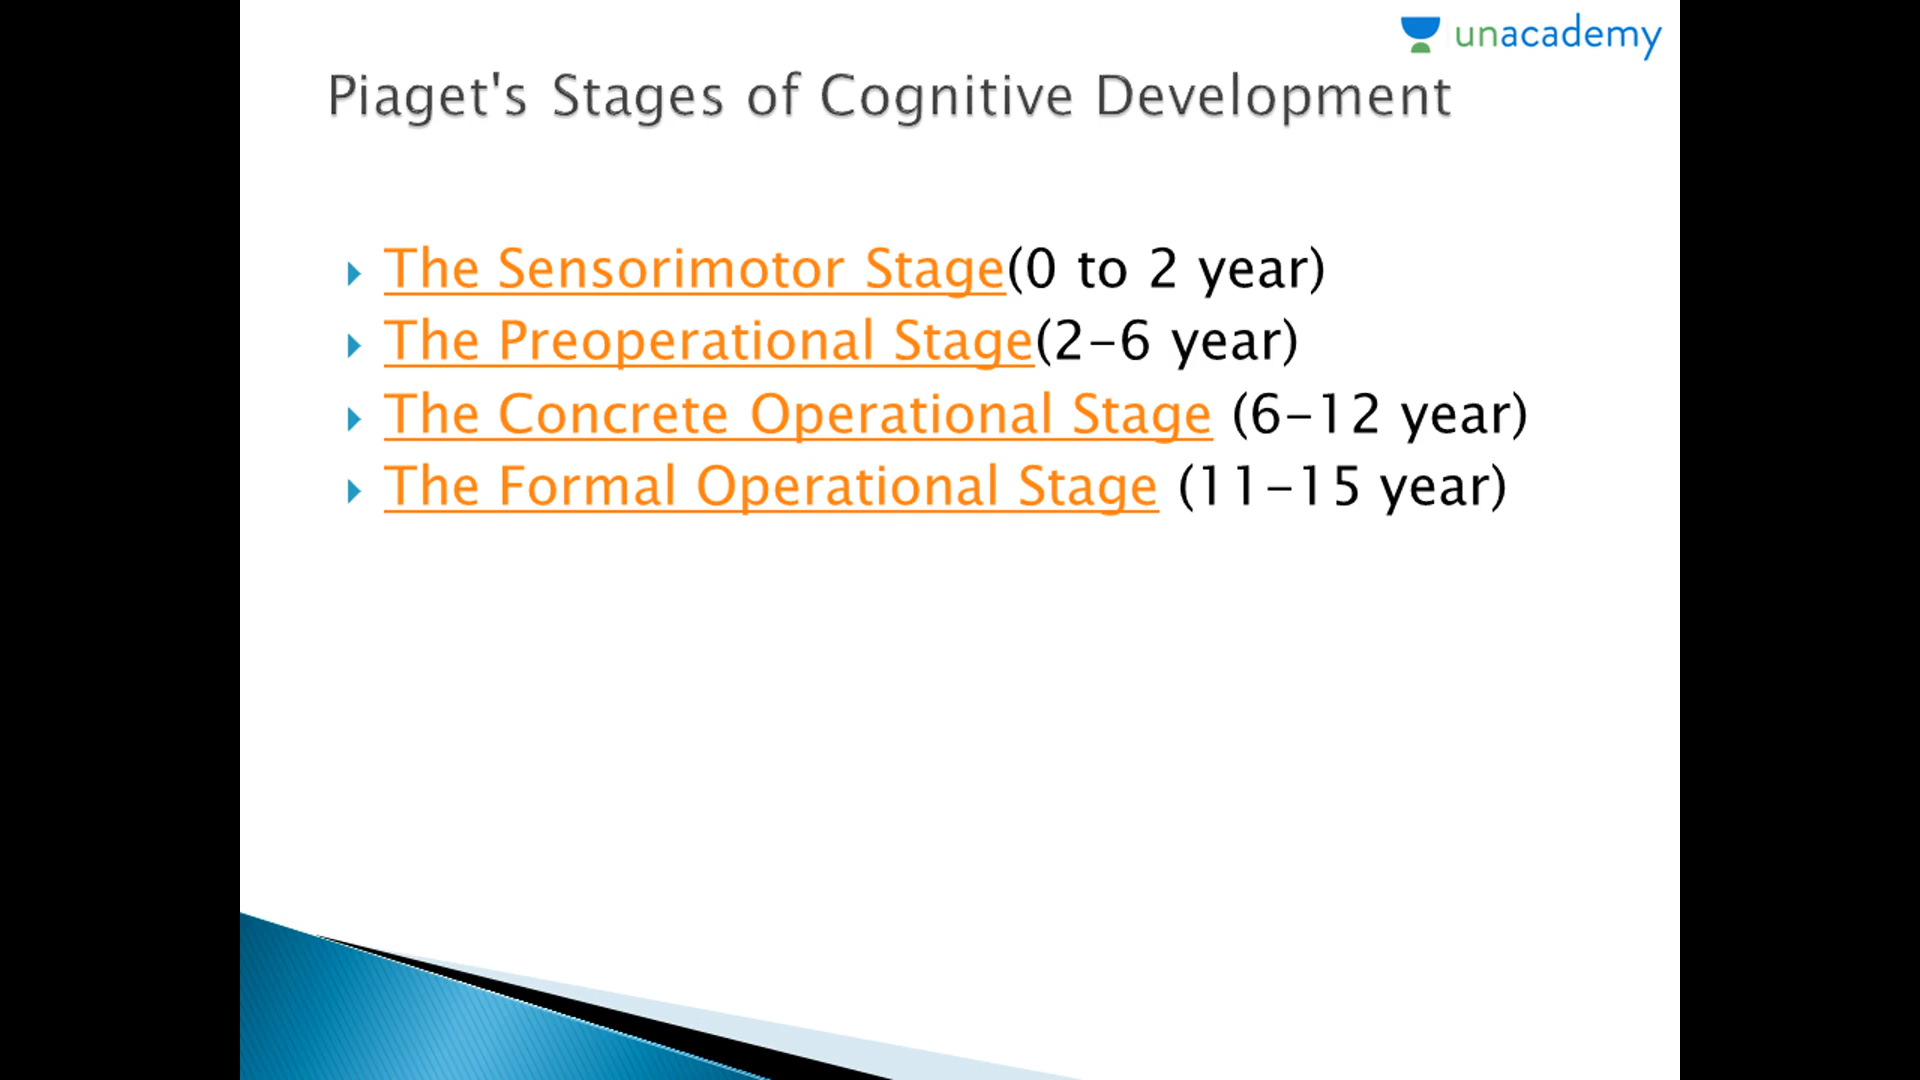 unacademy
Piaget's Stages of Cognitive Development
The Sensorimotor Stage(0 to 2 year)
The Preoperational Stage(2-6 year)
The Concrete Operational Stage (6-12 year)
The Formal Operational Stage (11-15 year)